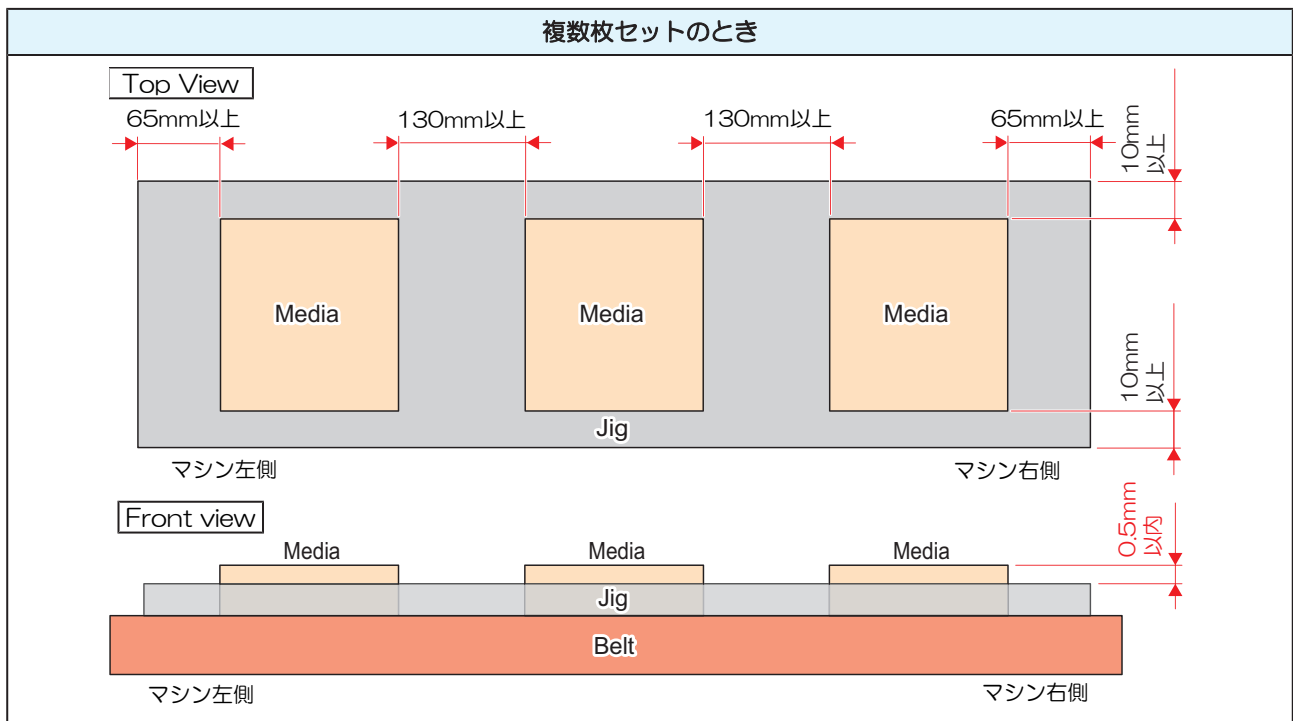 複数枚セットのとき
Top View
65mm以上
130mm以上
130mm以上
65mm以上
10mm
以上
Media
Media
Media
10mm
以上
Jig
マシン左側
マシン右側
Front view
0.5mm
以内
Media
Media
Media
Jig
Belt
マシン左側
マシン右側